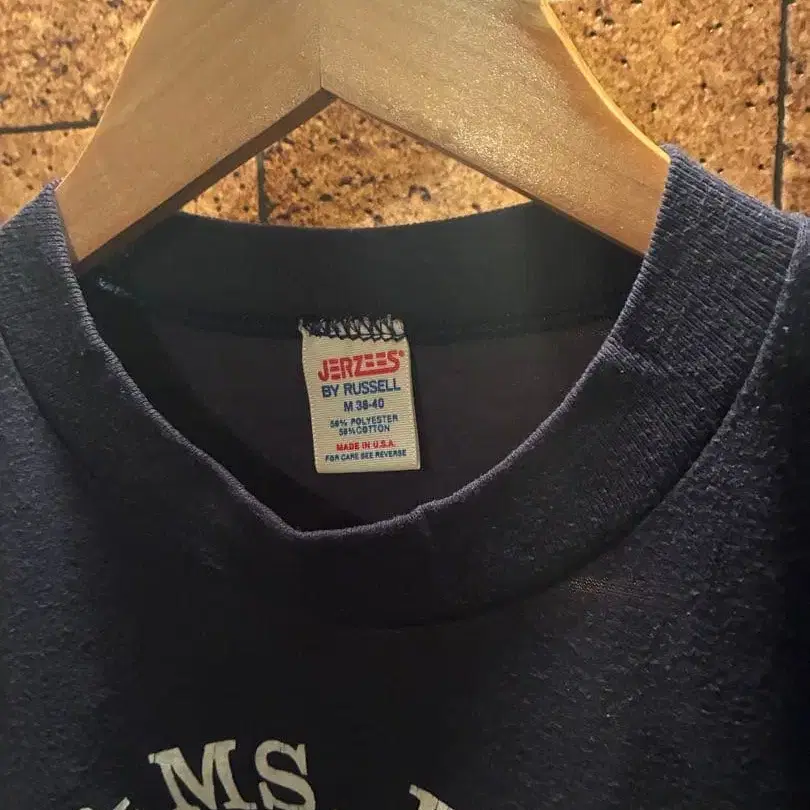 JERZEES®
BY RUSSELL
M 38-40
50% POLYESTER
50% COTTON
MADE IN U.S.A.
FOR CARE SEE REVERSE
MS